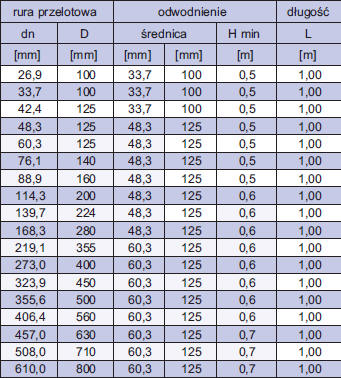 rura przelotowa odwodnienie długość
dn D średnica H min L
[mm] [mm] [mm] [mm] [m] [m]
26,9 100 33,7 100 0,5 1,00
33,7 100 33,7 100 0,5 1,00
42,4 125 33,7 100 0,5 1,00
48,3 125 48,3 125 0,5 1,00
60,3 125 48,3 125 0,5 1,00
76,1 140 48,3 125 0,5 1,00
88,9 160 48,3 125 0,5 1,00
114,3 200 48,3 125 0,6 1,00
139,7 224 48,3 125 0,6 1,00
168,3 280 48,3 125 0,6 1,00
219,1 355 60,3 125 0,6 1,00
273,0 400 60,3 125 0,6 1,00
323,9 450 60,3 125 0,6 1,00
355,6 500 60,3 125 0,6 1,00
406,4 560 60,3 125 0,6 1,00
457,0 630 60,3 125 0,7 1,00
508,0 710 60,3 125 0,7 1,00
610,0 800 60,3 125 0,7 1,00